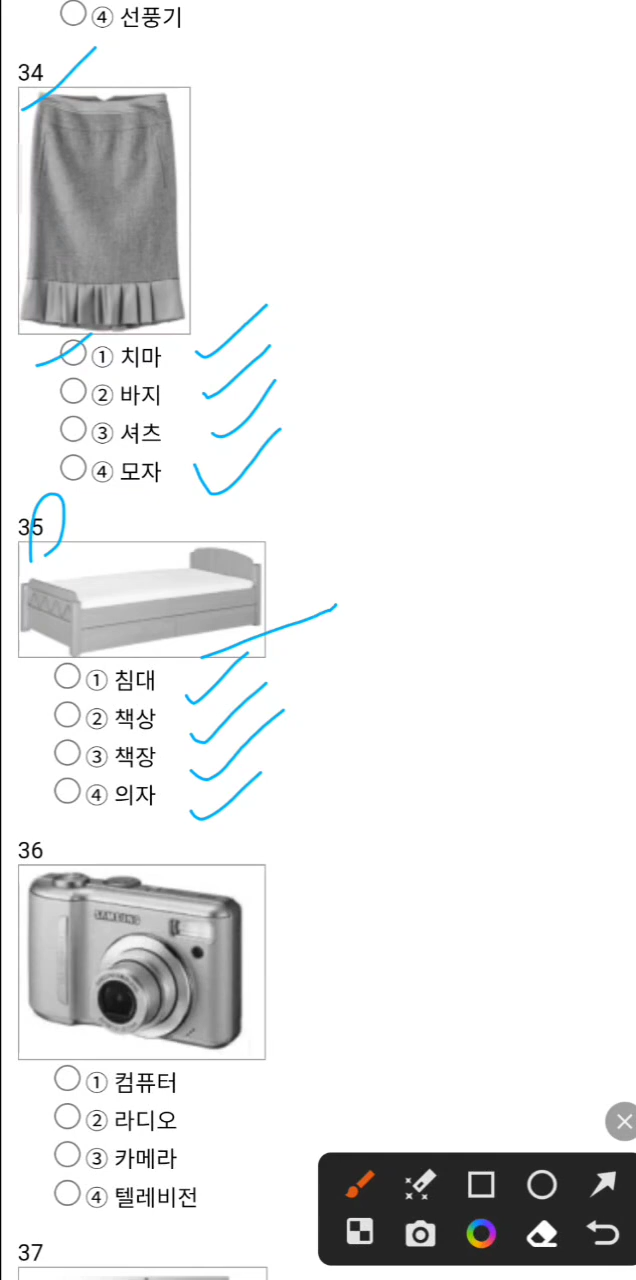 ④ 선풍기
34
① 치마
② 바지
③ 셔츠
④ 모자
35
① 침대
② 책상
③ 책장
④ 의자
36
SAMSUNG
① 컴퓨터
② 라디오
③ 카메라
④ 텔레비전
37